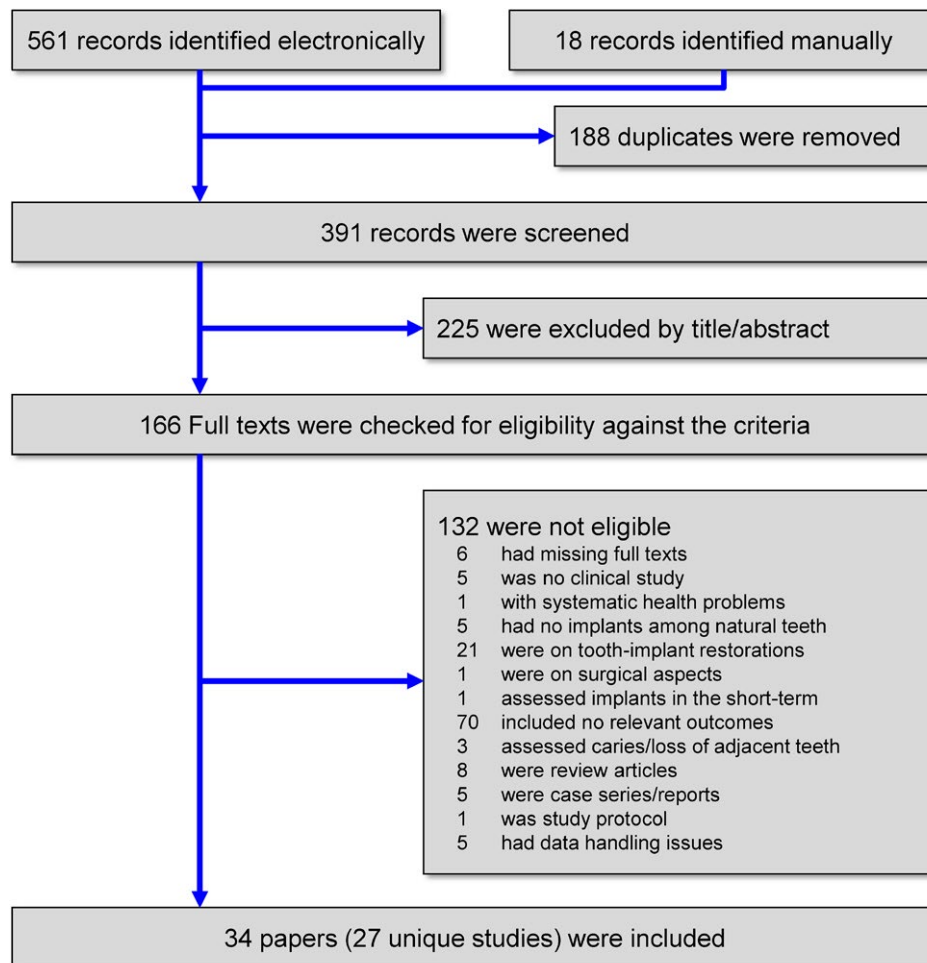 561 records identified electronically
18 records identified manually
188 duplicates were removed
391 records were screened
225 were excluded by title/abstract
166 Full texts were checked for eligibility against the criteria
132 were not eligible
6 had missing full texts
5 was no clinical study
1 with systematic health problems
5 had no implants among natural teeth
21 were on tooth-implant restorations
1 were on surgical aspects
1 assessed implants in the short-term
70 included no relevant outcomes
3 assessed caries/loss of adjacent teeth
8 were review articles
5 were case series/reports
1 was study protocol
5 had data handling issues
34 papers (27 unique studies) were included